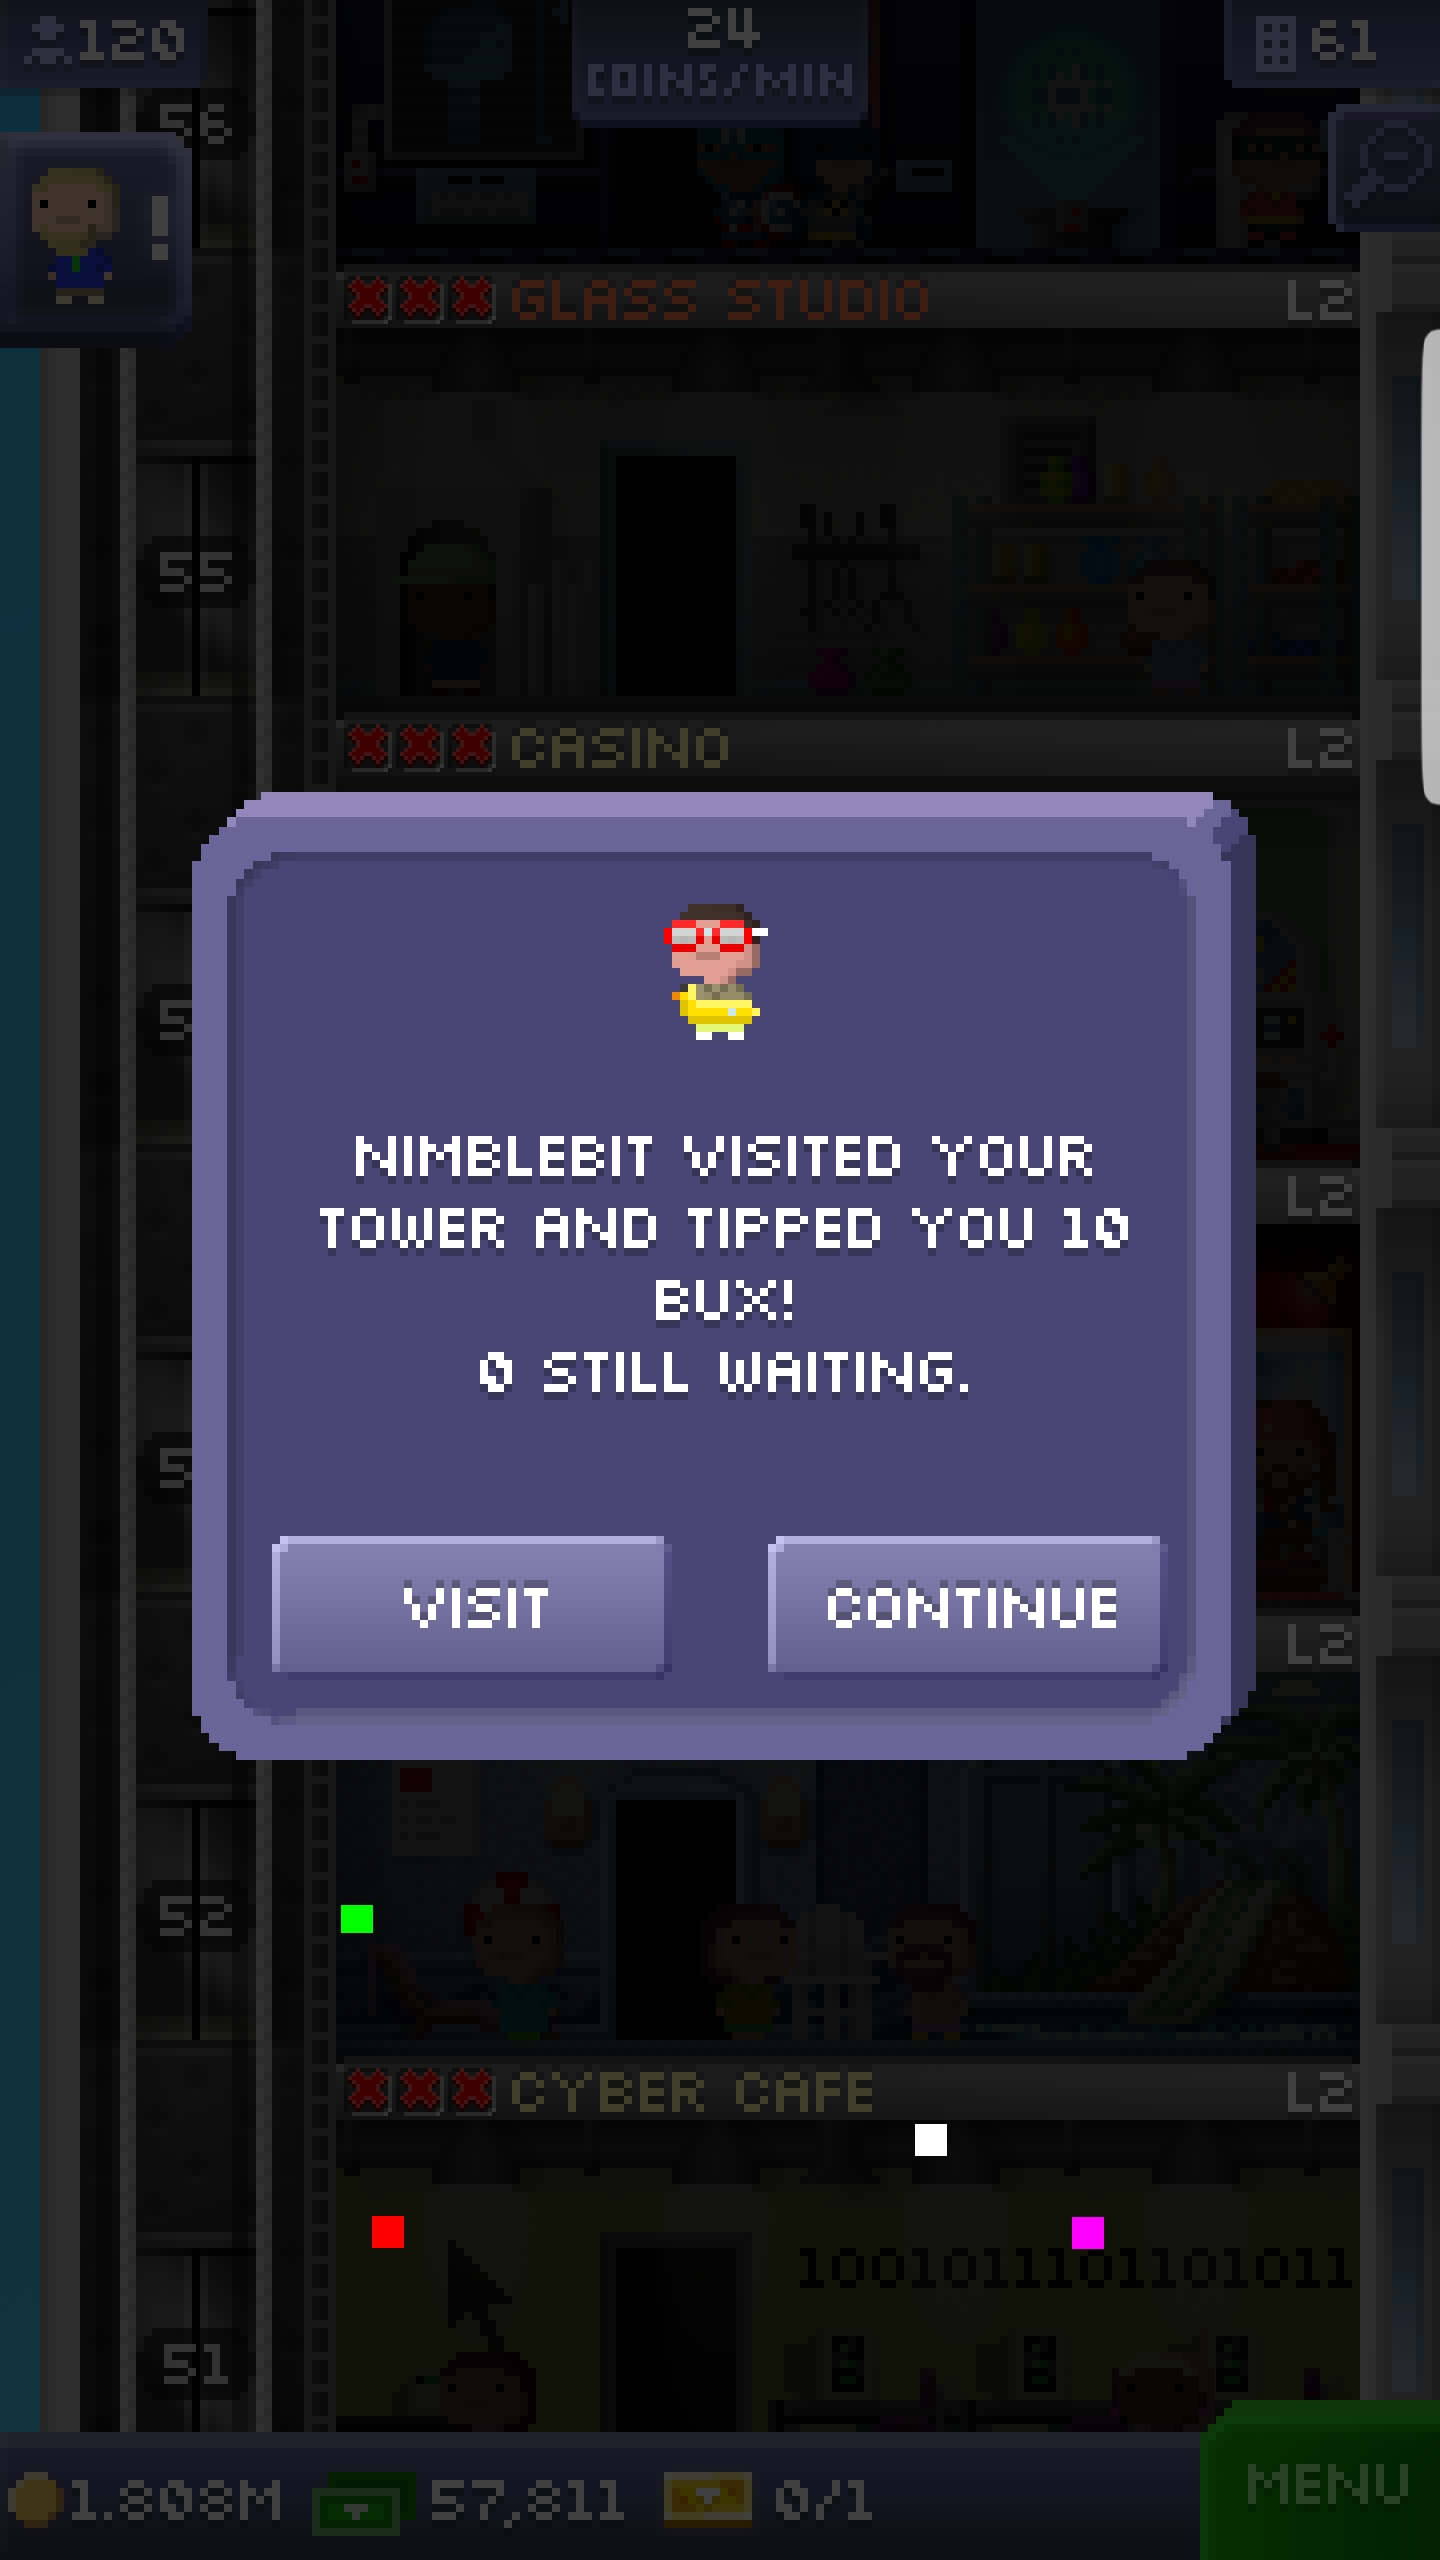 120
24
COINS/MIN
61
56
!
GLASS STUDIO L2
55
CASINO L2
NIMBLEBIT VISITED YOUR
TOWER AND TIPPED YOU 10
BUX!
0 STILL WAITING.
L2
VISIT CONTINUE
L2
52
CYBER CAFE L2
1001011101101011
51
1.808M 57,811 0/1
MENU